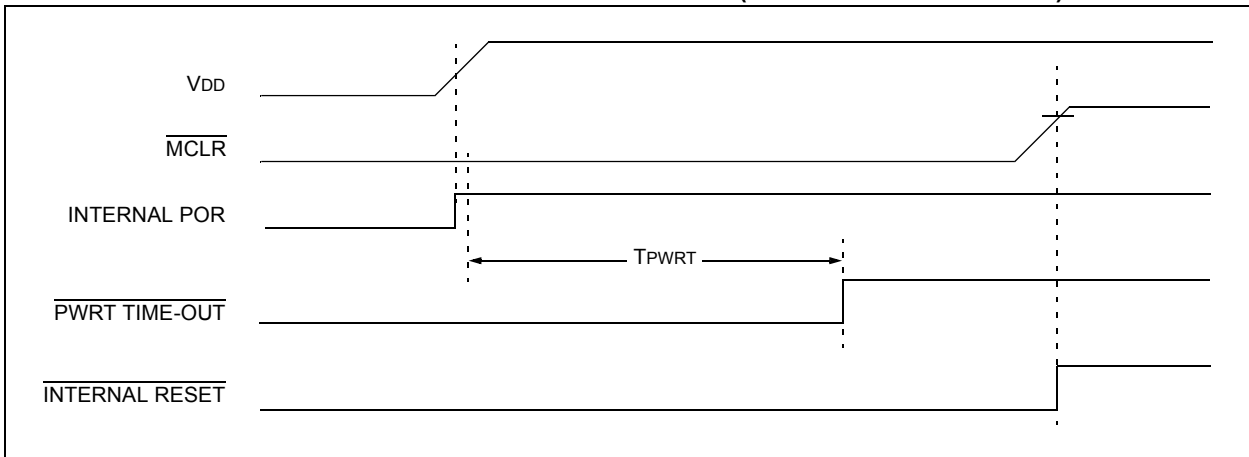 VDD
MCLR
INTERNAL POR
TPWRT
PWRT TIME-OUT
INTERNAL RESET